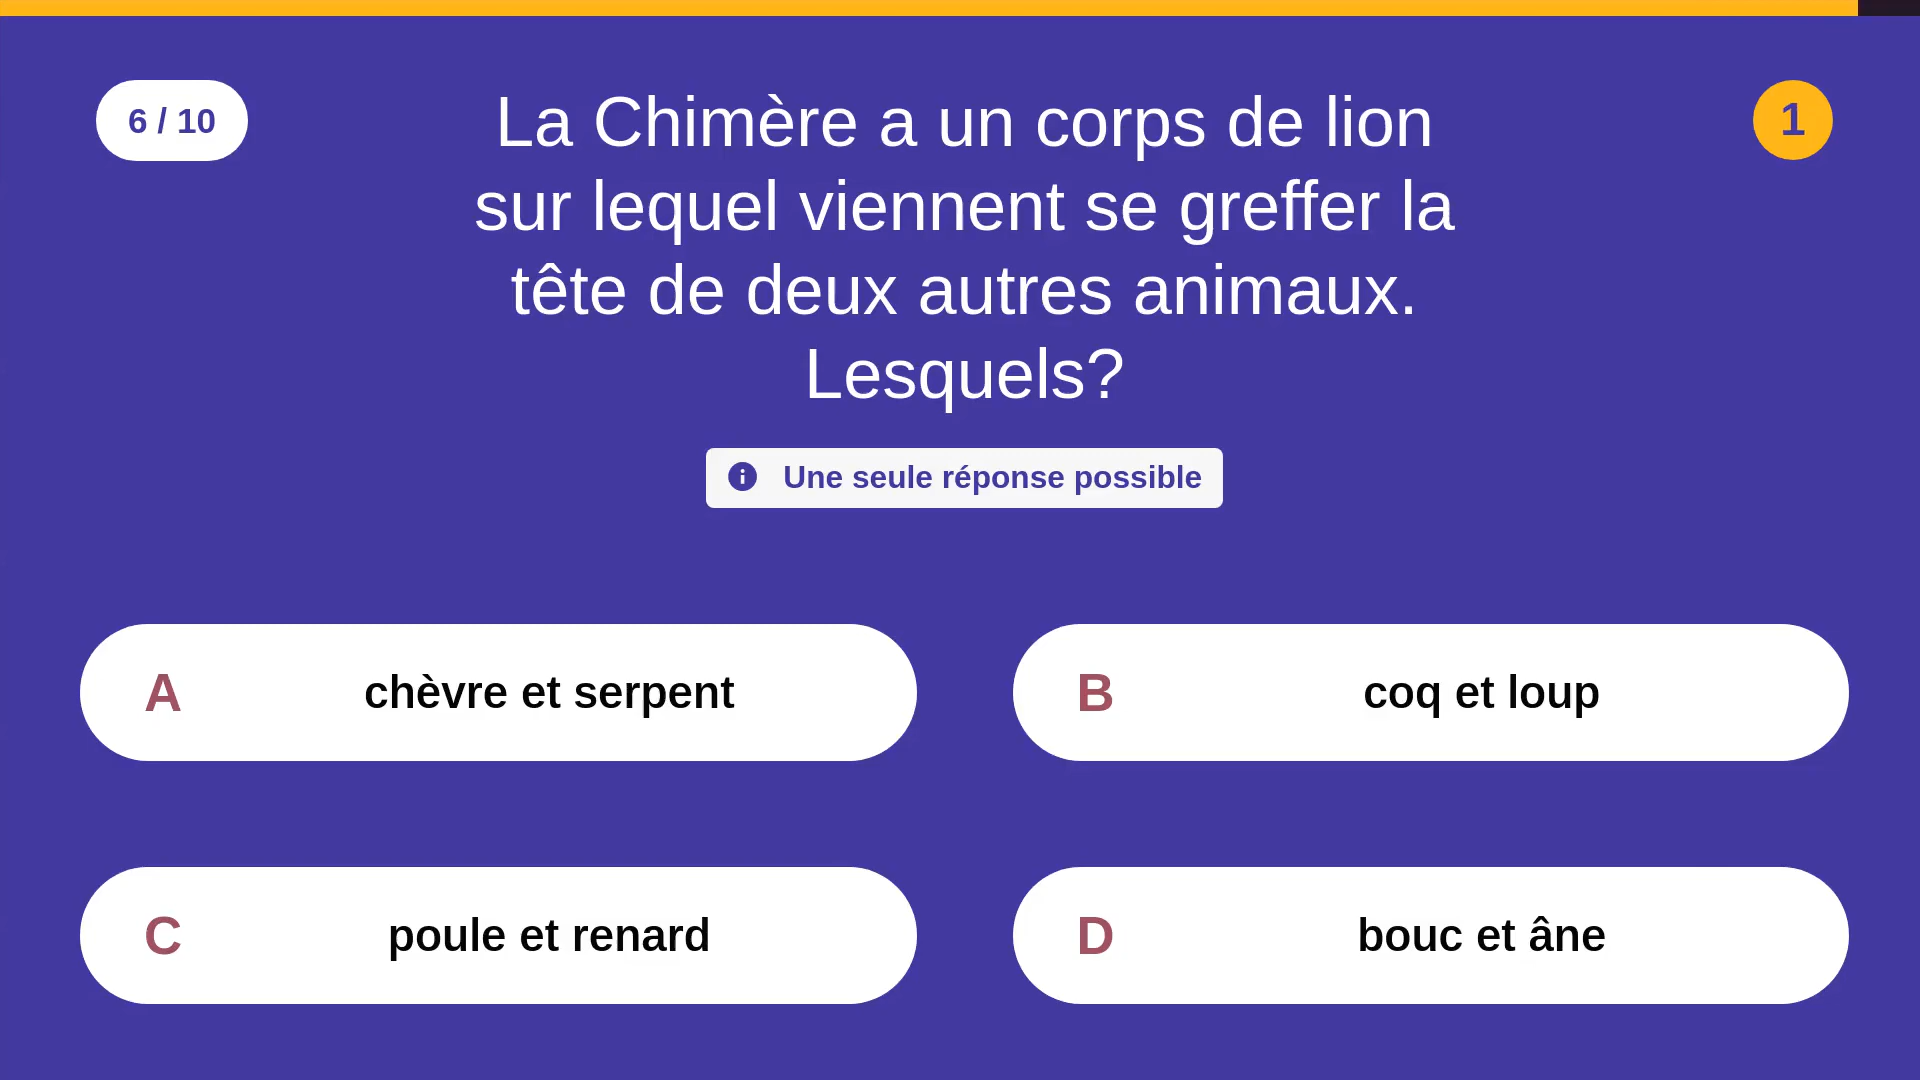 6 / 10
La Chimère a un corps de lion
sur lequel viennent se greffer la
tête de deux autres animaux.
Lesquels?
1
Une seule réponse possible
A chèvre et serpent
B coq et loup
C poule et renard
D bouc et âne